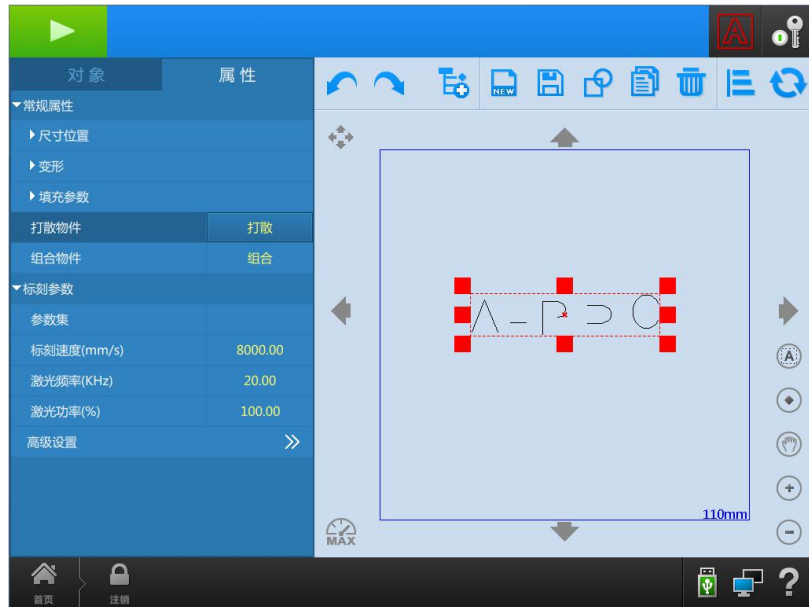 对象 属性
NEW
常规属性
尺寸位置
变形
填充参数
打散物件 打散
组合物件 组合
标刻参数
参数集
标刻速度(mm/s) 8000.00
激光频率(KHz) 20.00
激光功率(%) 100.00
高级设置
A
110mm
MAX
首页 注销